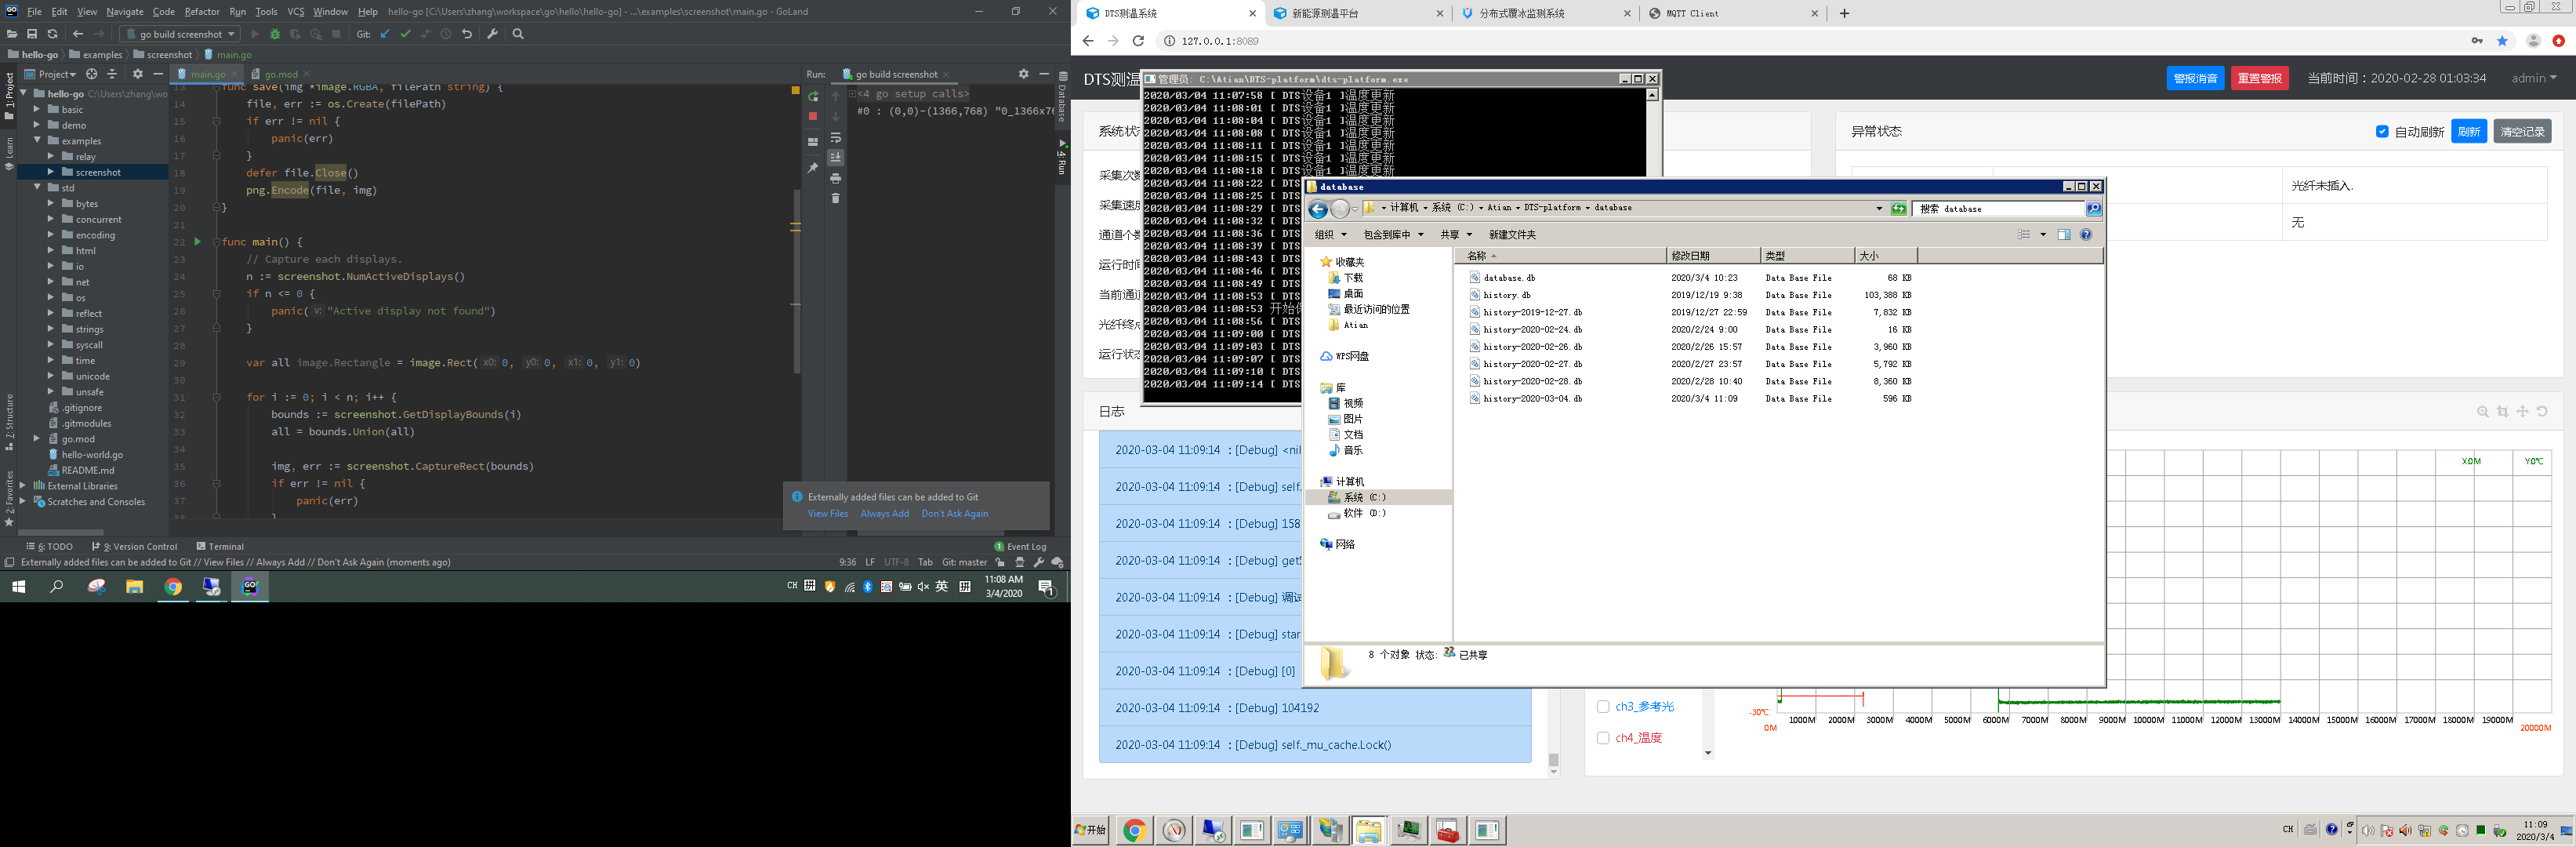 File Edit View Navigate Code Refactor Run Tools VCS Window Help hello-go [C:\Users\zhang\workspace\go\hello\hello-go] - ...\examples\screenshot\main.go - GoLand
go build screenshot
Git:
hello-go examples screenshot main.go
Project
main.go
go.mod
1: Project
Learn
7: Structure
2: Favorites
hello-go C:\Users\zhang\wo
basic
demo
examples
relay
screenshot
std
bytes
concurrent
encoding
html
io
net
os
reflect
strings
syscall
time
unicode
unsafe
.gitignore
.gitmodules
go.mod
hello-world.go
README.md
External Libraries
Scratches and Consoles
13 func save(img *image.RGBA, filePath string) {
14 file, err := os.Create(filePath)
15 if err != nil {
16 panic(err)
17 }
18 defer file.Close()
19 png.Encode(file, img)
20 }
21
22 func main() {
23 // Capture each displays.
24 n := screenshot.NumActiveDisplays()
25 if n <= 0 {
26 panic( v: "Active display not found")
27 }
28
29 var all image.Rectangle = image.Rect( x0: 0, y0: 0, x1: 0, y1: 0)
30
31 for i := 0; i < n; i++ {
32 bounds := screenshot.GetDisplayBounds(i)
33 all = bounds.Union(all)
34
35 img, err := screenshot.CaptureRect(bounds)
36 if err != nil {
37 panic(err)
38 }
Run: go build screenshot
<4 go setup calls>
#0 : (0,0)-(1366,768) "0_1366x76
Database
4: Run
Externally added files can be added to Git
View Files Always Add Don't Ask Again
6: TODO 9: Version Control Terminal
1 Event Log
Externally added files can be added to Git // View Files // Always Add // Don't Ask Again (moments ago)
9:36 LF UTF-8 Tab Git: master
CH 拼 英 拼
11:08 AM
3/4/2020
1
DTS测温系统
新能源测温平台
分布式覆冰监测系统
MQTT Client
127.0.0.1:8089
DTS测温
警报消音 重置警报 当前时间：2020-02-28 01:03:34 admin
系统状
采集次数
采集速度
通道个数
运行时间
当前通道
光纤终点
运行状态
异常状态
自动刷新 刷新 清空记录
光纤未插入.
无
管理员: C:\Atian\DTS-platform\dts-platform.exe
2020/03/04 11:07:58 [ DTS设备1 ]温度更新
2020/03/04 11:08:01 [ DTS设备1 ]温度更新
2020/03/04 11:08:04 [ DTS设备1 ]温度更新
2020/03/04 11:08:08 [ DTS设备1 ]温度更新
2020/03/04 11:08:11 [ DTS设备1 ]温度更新
2020/03/04 11:08:15 [ DTS设备1 ]温度更新
2020/03/04 11:08:18 [ DTS设备1 ]温度更新
2020/03/04 11:08:22 [ DTS
2020/03/04 11:08:25 [ DTS
2020/03/04 11:08:29 [ DTS
2020/03/04 11:08:32 [ DTS
2020/03/04 11:08:36 [ DTS
2020/03/04 11:08:39 [ DTS
2020/03/04 11:08:43 [ DTS
2020/03/04 11:08:46 [ DTS
2020/03/04 11:08:49 [ DTS
2020/03/04 11:08:53 [ DTS
2020/03/04 11:08:53 开始保
2020/03/04 11:08:56 [ DTS
2020/03/04 11:09:00 [ DTS
2020/03/04 11:09:03 [ DTS
2020/03/04 11:09:07 [ DTS
2020/03/04 11:09:10 [ DTS
2020/03/04 11:09:14 [ DTS
database
计算机 系统 (C:) Atian DTS-platform database
搜索 database
组织 包含到库中 共享 新建文件夹
收藏夹
下载
桌面
最近访问的位置
Atian
WPS网盘
库
视频
图片
文档
音乐
计算机
系统 (C:)
软件 (D:)
网络
名称 修改日期 类型 大小
database.db 2020/3/4 10:23 Data Base File 68 KB
history.db 2019/12/19 9:38 Data Base File 103,388 KB
history-2019-12-27.db 2019/12/27 22:59 Data Base File 7,832 KB
history-2020-02-24.db 2020/2/24 9:00 Data Base File 16 KB
history-2020-02-26.db 2020/2/26 15:57 Data Base File 3,960 KB
history-2020-02-27.db 2020/2/27 23:57 Data Base File 5,792 KB
history-2020-02-28.db 2020/2/28 10:40 Data Base File 8,360 KB
history-2020-03-04.db 2020/3/4 11:09 Data Base File 596 KB
8 个对象 状态: 已共享
日志
2020-03-04 11:09:14 : [Debug] <nil
2020-03-04 11:09:14 : [Debug] self.
2020-03-04 11:09:14 : [Debug] 158
2020-03-04 11:09:14 : [Debug] getS
2020-03-04 11:09:14 : [Debug] 调试
2020-03-04 11:09:14 : [Debug] star
2020-03-04 11:09:14 : [Debug] [0]
2020-03-04 11:09:14 : [Debug] 104192
2020-03-04 11:09:14 : [Debug] self._mu_cache.Lock()
ch3_参考光
ch4_温度
X:0M Y:0℃
-30℃
0M
1000M 2000M 3000M 4000M 5000M 6000M 7000M 8000M 9000M 10000M 11000M 12000M 13000M 14000M 15000M 16000M 17000M 18000M 19000M
20000M
开始
CH
11:09
2020/3/4